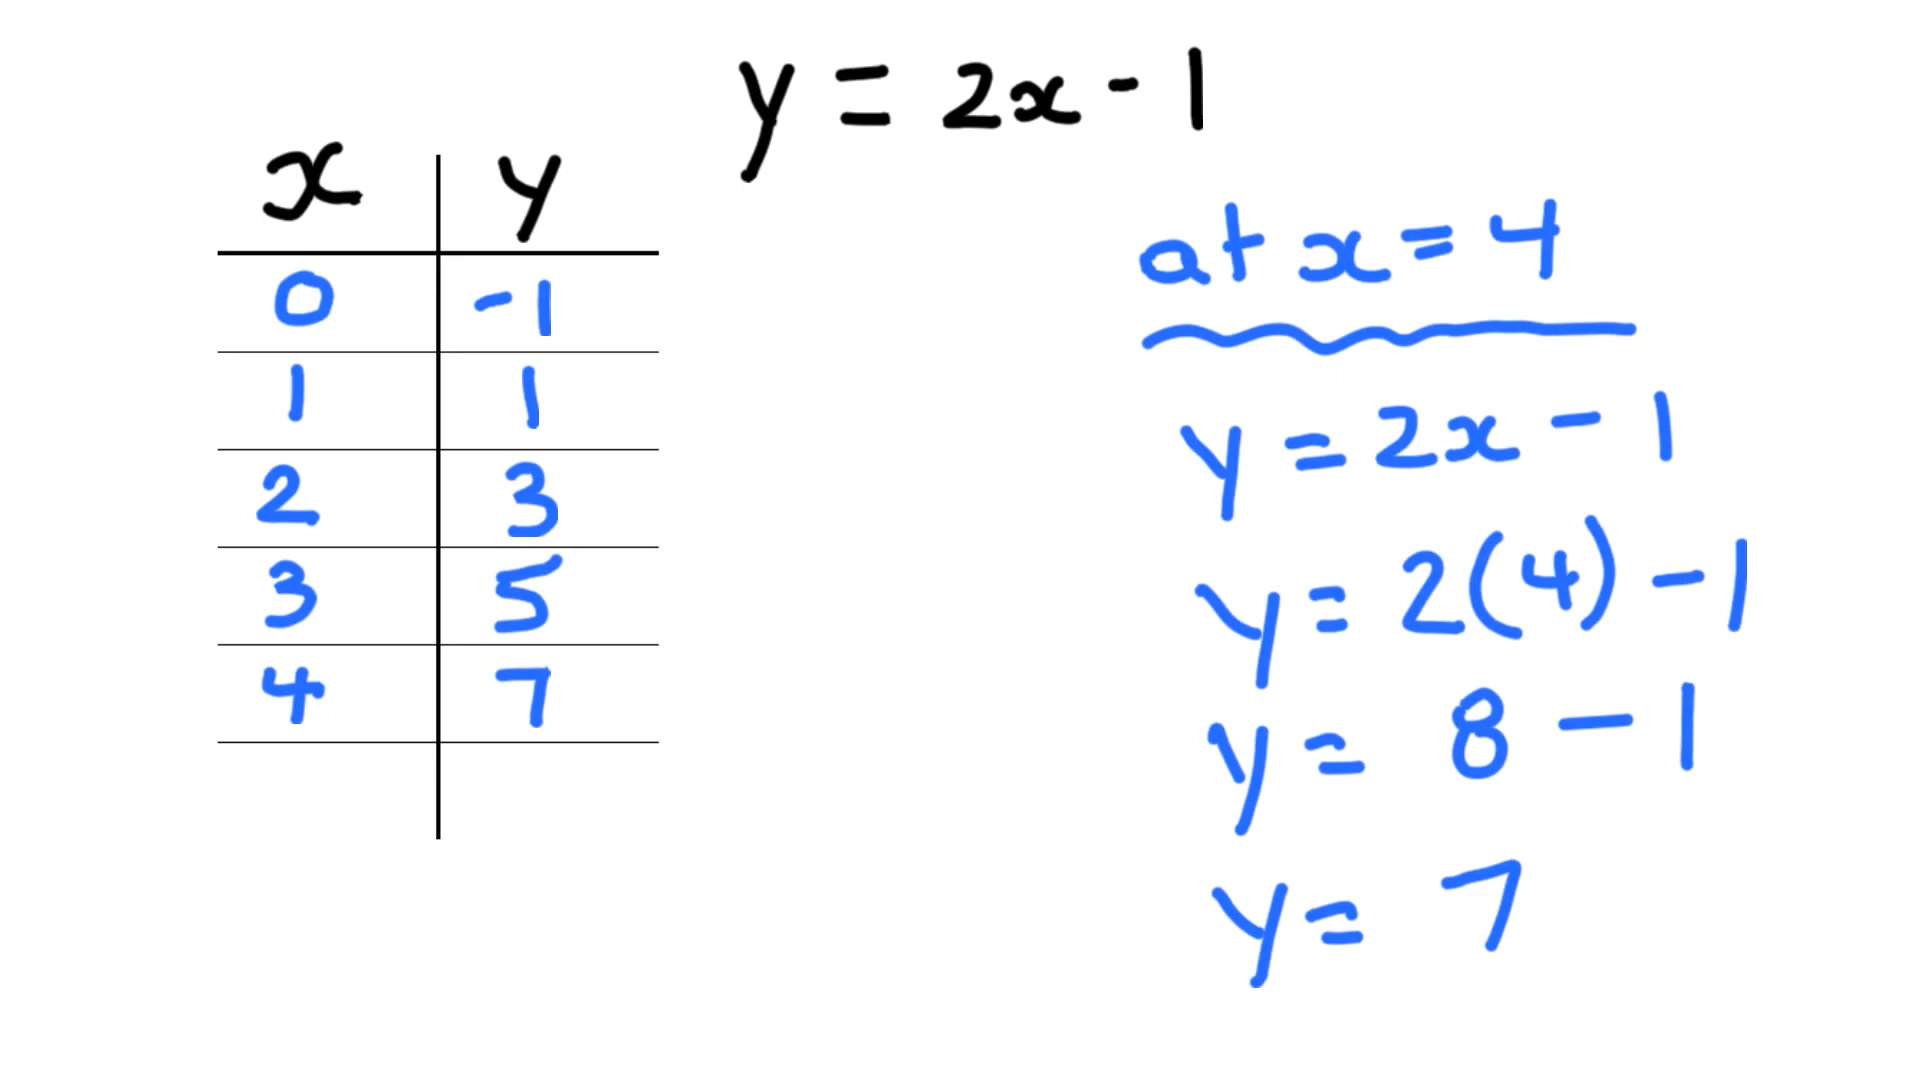 y = 2x - 1
x y
0 -1
1 1
2 3
3 5
4 7
at x = 4
y = 2x - 1
y = 2(4) - 1
y = 8 - 1
y = 7